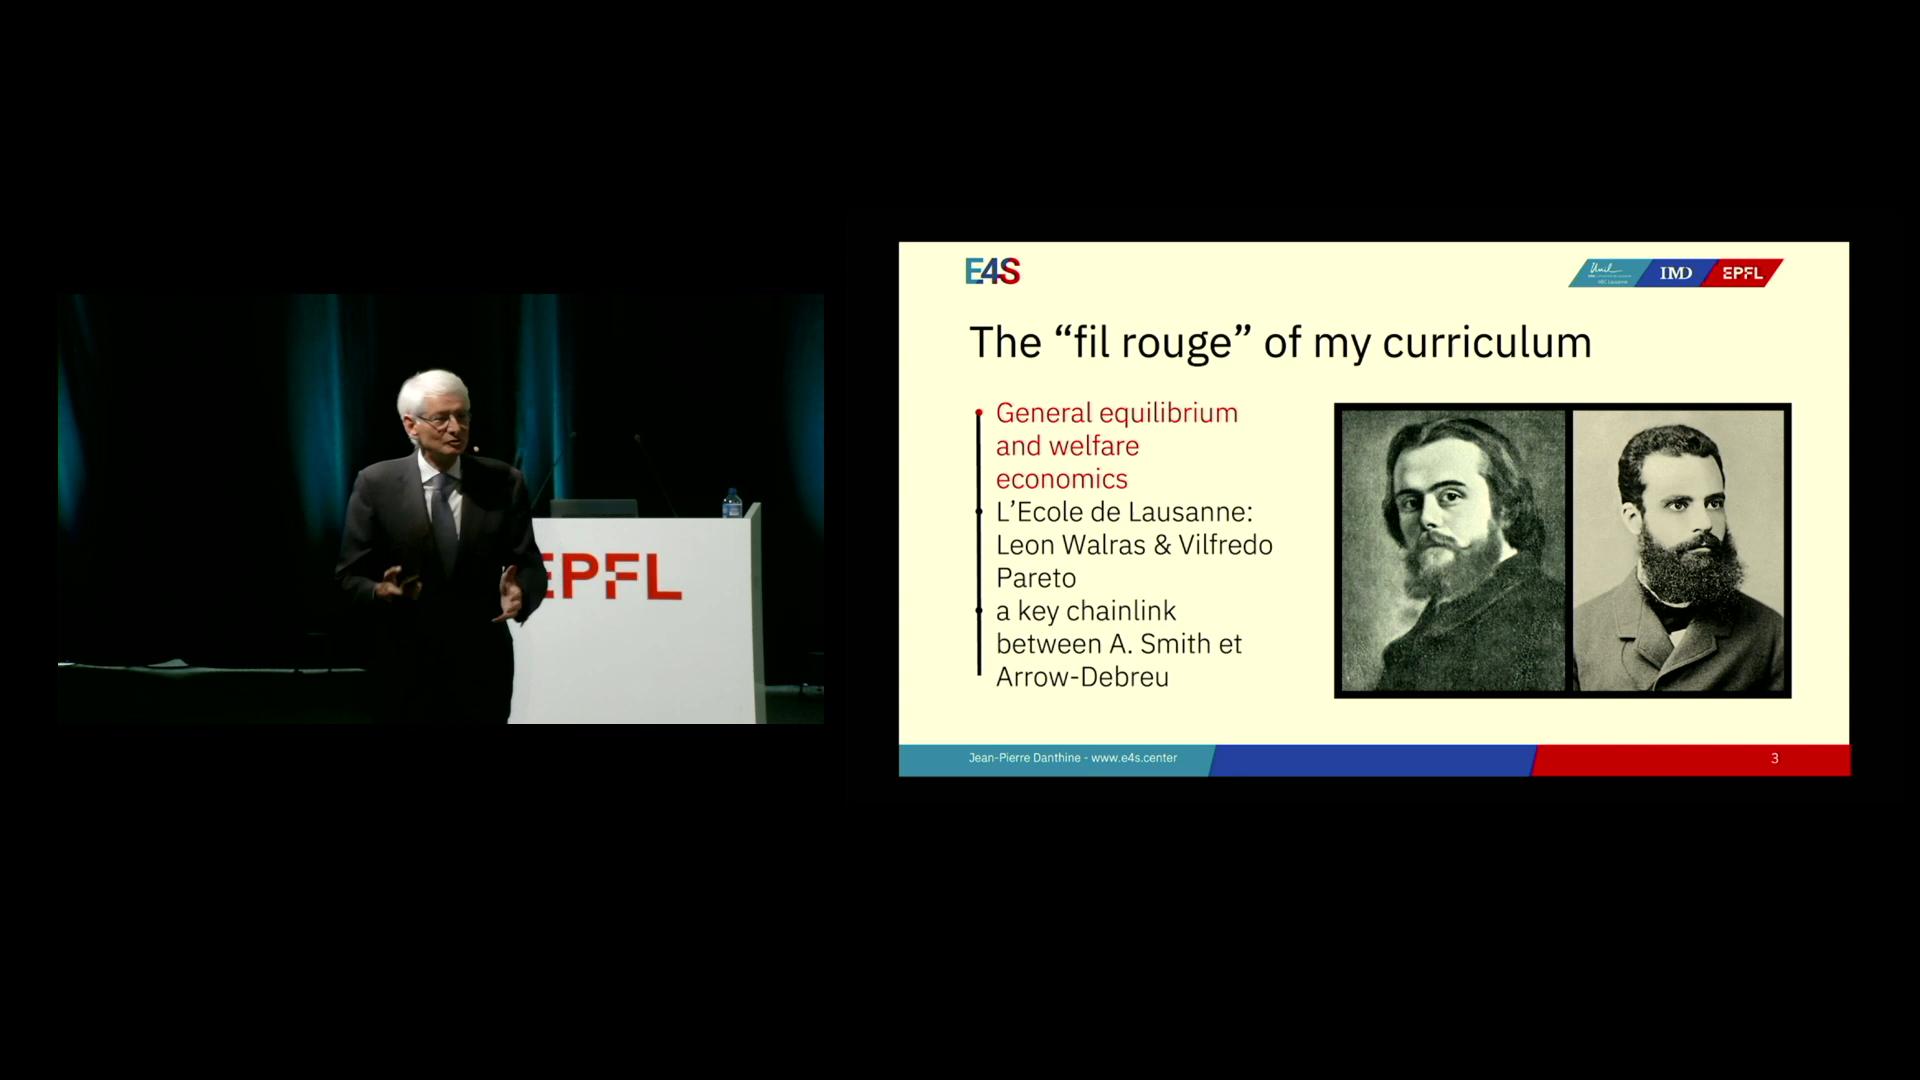 EPFL
E4S
Unil
IMD
EPFL
The “fil rouge” of my curriculum
General equilibrium
and welfare
economics
L’Ecole de Lausanne:
Leon Walras & Vilfredo
Pareto
a key chainlink
between A. Smith et
Arrow-Debreu
Jean-Pierre Danthine - www.e4s.center
3